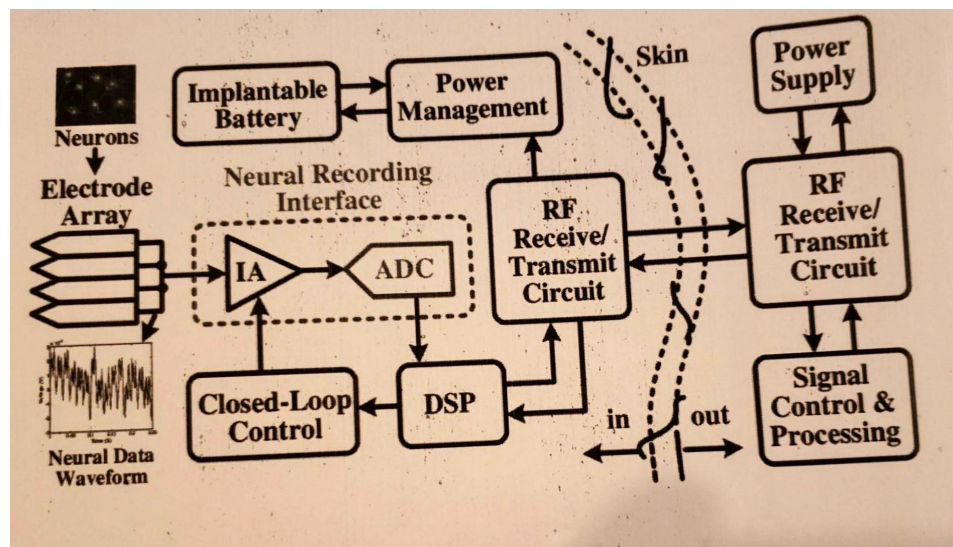 Neurons
Electrode
Array
Neural Data
Waveform
Implantable
Battery
Power
Management
Neural Recording
Interface
IA
ADC
Closed-Loop
Control
DSP
RF
Receive/
Transmit
Circuit
Skin
in
out
Power
Supply
RF
Receive/
Transmit
Circuit
Signal
Control &
Processing